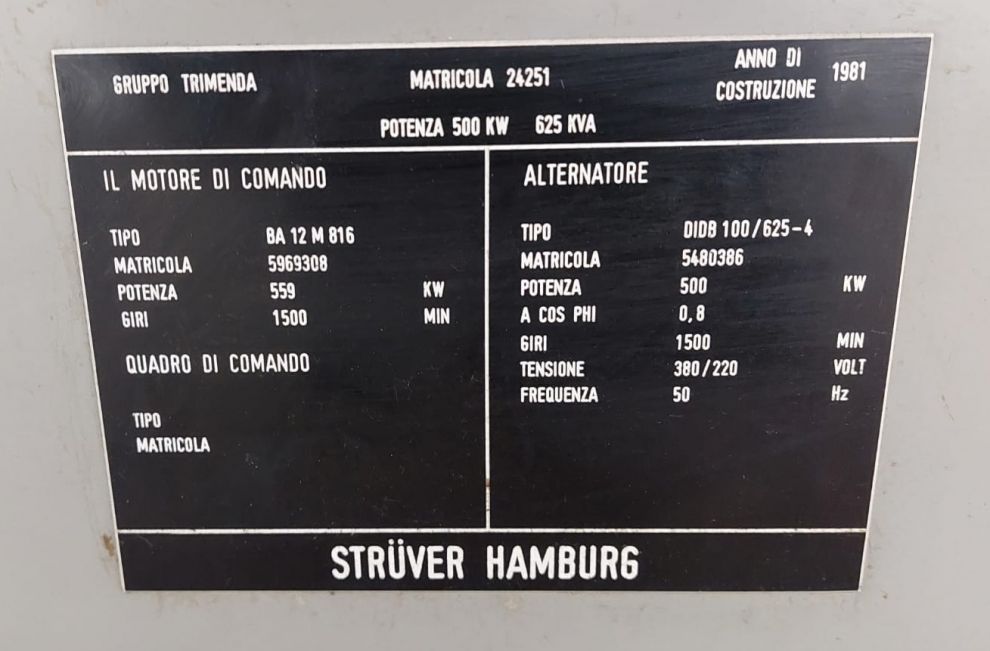 GRUPPO TRIMENDA MATRICOLA 24251 ANNO DI COSTRUZIONE 1981
POTENZA 500 KW 625 KVA
IL MOTORE DI COMANDO
TIPO BA 12 M 816
MATRICOLA 5969308
POTENZA 559 KW
GIRI 1500 MIN
QUADRO DI COMANDO
TIPO
MATRICOLA
ALTERNATORE
TIPO DIDB 100/625-4
MATRICOLA 5480386
POTENZA 500 KW
A COS PHI 0,8
GIRI 1500 MIN
TENSIONE 380/220 VOLT
FREQUENZA 50 Hz
STRÜVER HAMBURG